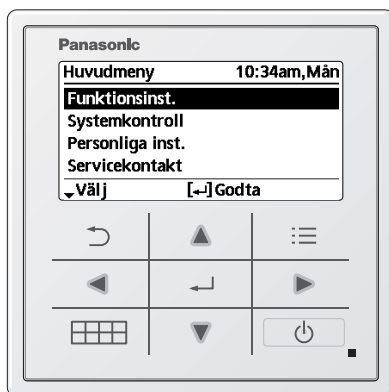 Panasonic
Huvudmeny 10:34am,Mån
Funktionsinst.
Systemkontroll
Personliga inst.
Servicekontakt
Välj [↵]Godta